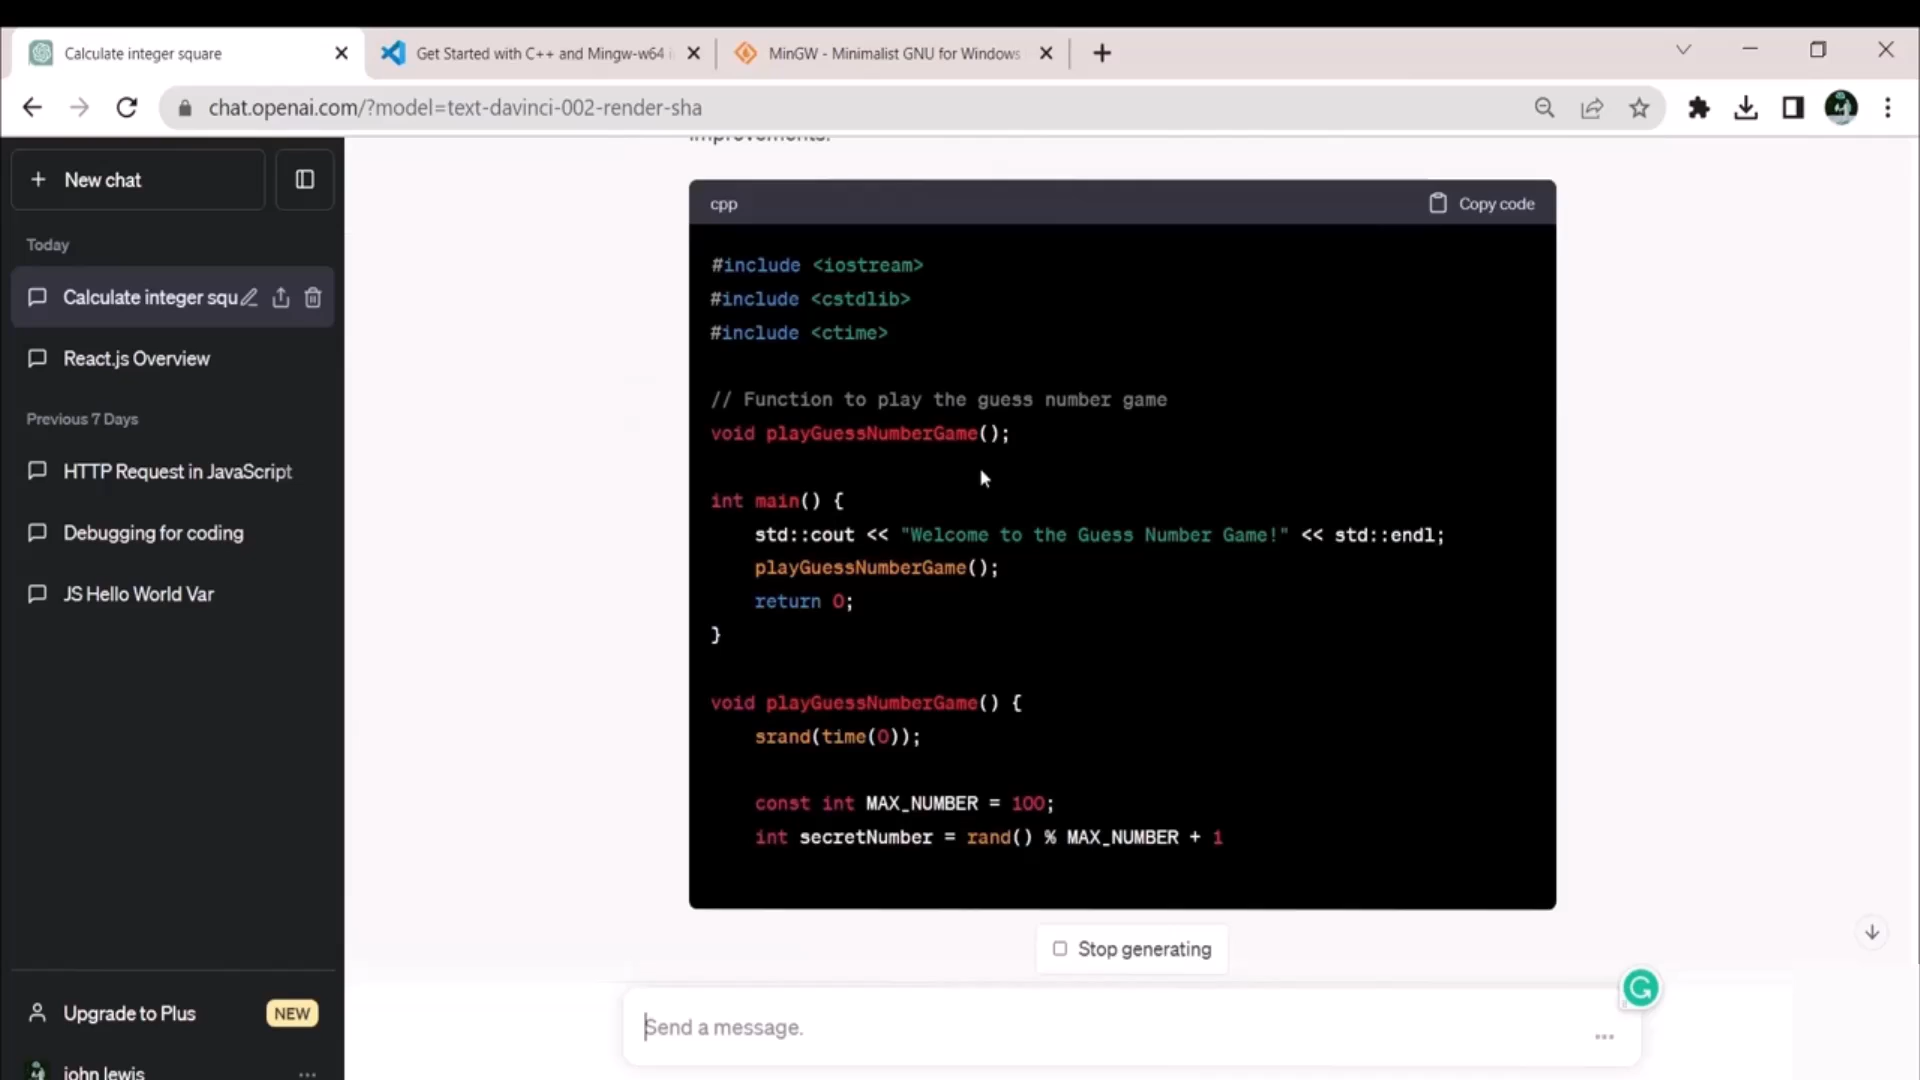 Calculate integer square
Get Started with C++ and Mingw-w64 i
MinGW - Minimalist GNU for Windows
chat.openai.com/?model=text-davinci-002-render-sha
New chat
Today
Calculate integer squ
React.js Overview
Previous 7 Days
HTTP Request in JavaScript
Debugging for coding
JS Hello World Var
Upgrade to Plus
NEW
john lewis
improvements:
cpp
Copy code
#include <iostream>
#include <cstdlib>
#include <ctime>
// Function to play the guess number game
void playGuessNumberGame();
int main() {
std::cout << "Welcome to the Guess Number Game!" << std::endl;
playGuessNumberGame();
return 0;
}
void playGuessNumberGame() {
srand(time(0));
const int MAX_NUMBER = 100;
int secretNumber = rand() % MAX_NUMBER + 1
Stop generating
Send a message.